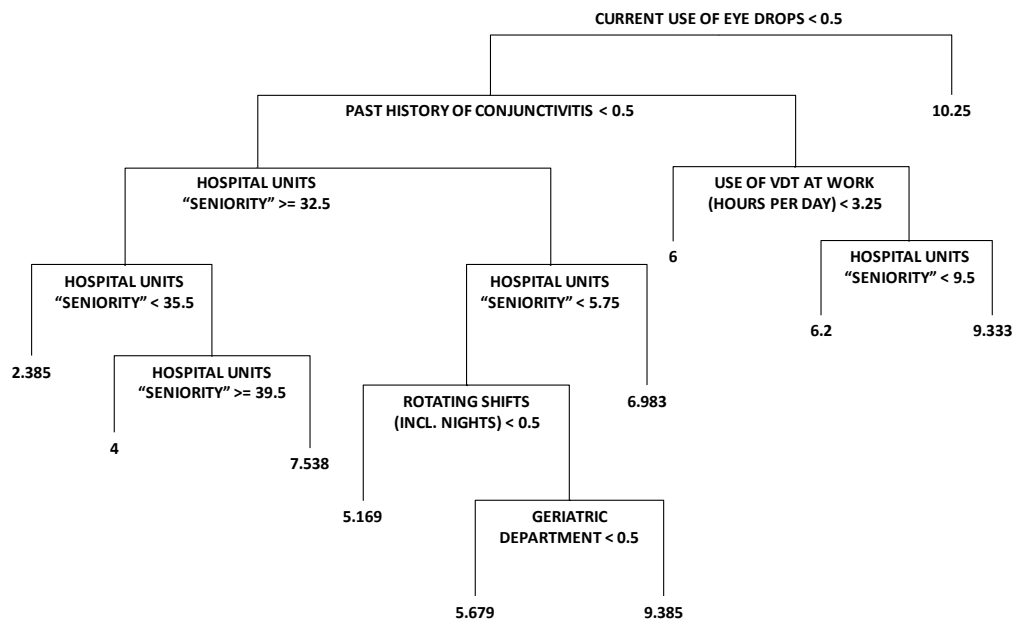 CURRENT USE OF EYE DROPS < 0.5
PAST HISTORY OF CONJUNCTIVITIS < 0.5
10.25
HOSPITAL UNITS
“SENIORITY” >= 32.5
USE OF VDT AT WORK
(HOURS PER DAY) < 3.25
HOSPITAL UNITS
“SENIORITY” < 35.5
HOSPITAL UNITS
“SENIORITY” < 5.75
6
HOSPITAL UNITS
“SENIORITY” < 9.5
2.385
HOSPITAL UNITS
“SENIORITY” >= 39.5
ROTATING SHIFTS
(INCL. NIGHTS) < 0.5
6.983
6.2
9.333
4
7.538
5.169
GERIATRIC
DEPARTMENT < 0.5
5.679
9.385